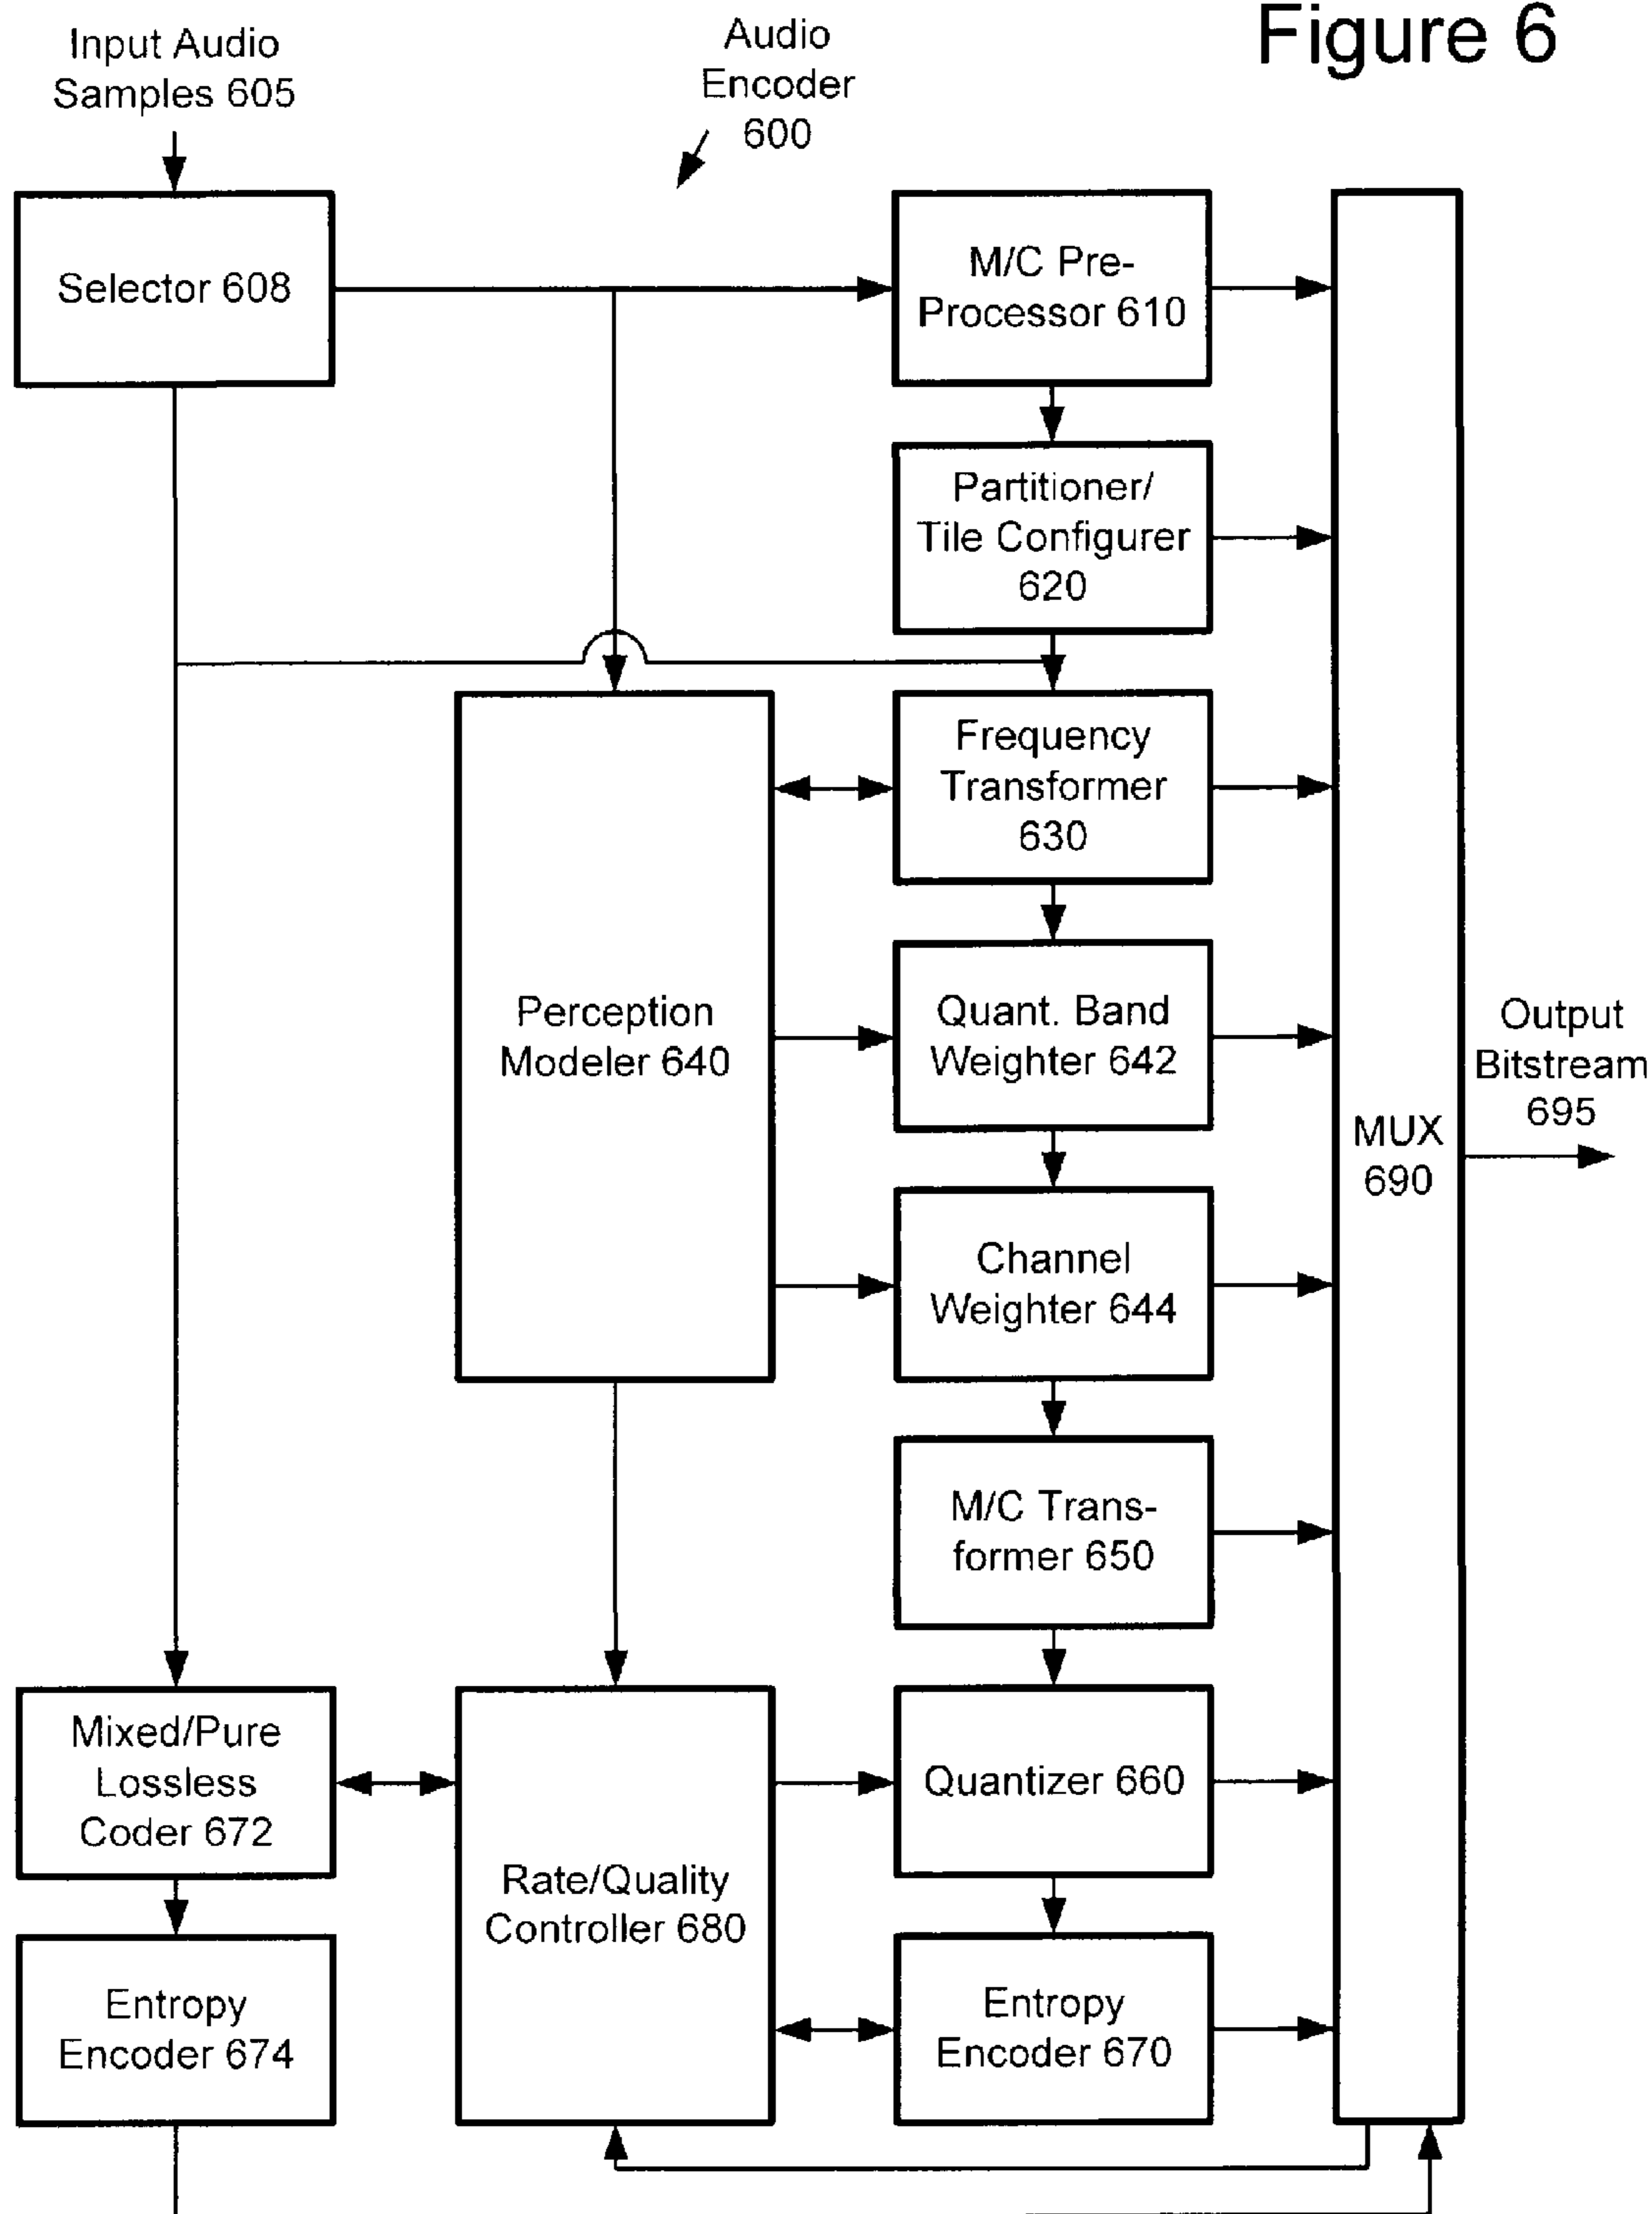 Figure 6
Input Audio
Samples 605
Audio
Encoder
600
Selector 608
M/C Pre-
Processor 610
Partitioner/
Tile Configurer
620
Frequency
Transformer
630
Perception
Modeler 640
Quant. Band
Weighter 642
Output
Bitstream
695
MUX
690
Channel
Weighter 644
M/C Trans-
former 650
Mixed/Pure
Lossless
Coder 672
Quantizer 660
Rate/Quality
Controller 680
Entropy
Encoder 674
Entropy
Encoder 670